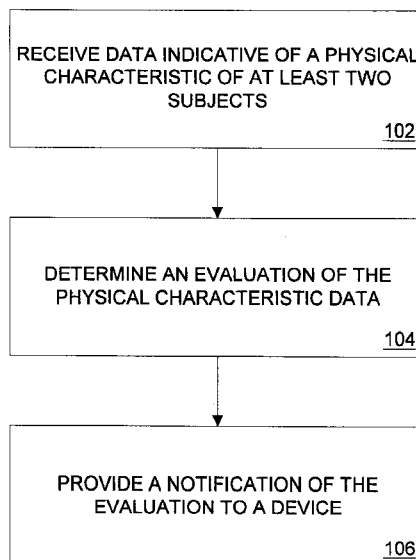 RECEIVE DATA INDICATIVE OF A PHYSICAL
CHARACTERISTIC OF AT LEAST TWO
SUBJECTS
102
DETERMINE AN EVALUATION OF THE
PHYSICAL CHARACTERISTIC DATA
104
PROVIDE A NOTIFICATION OF THE
EVALUATION TO A DEVICE
106